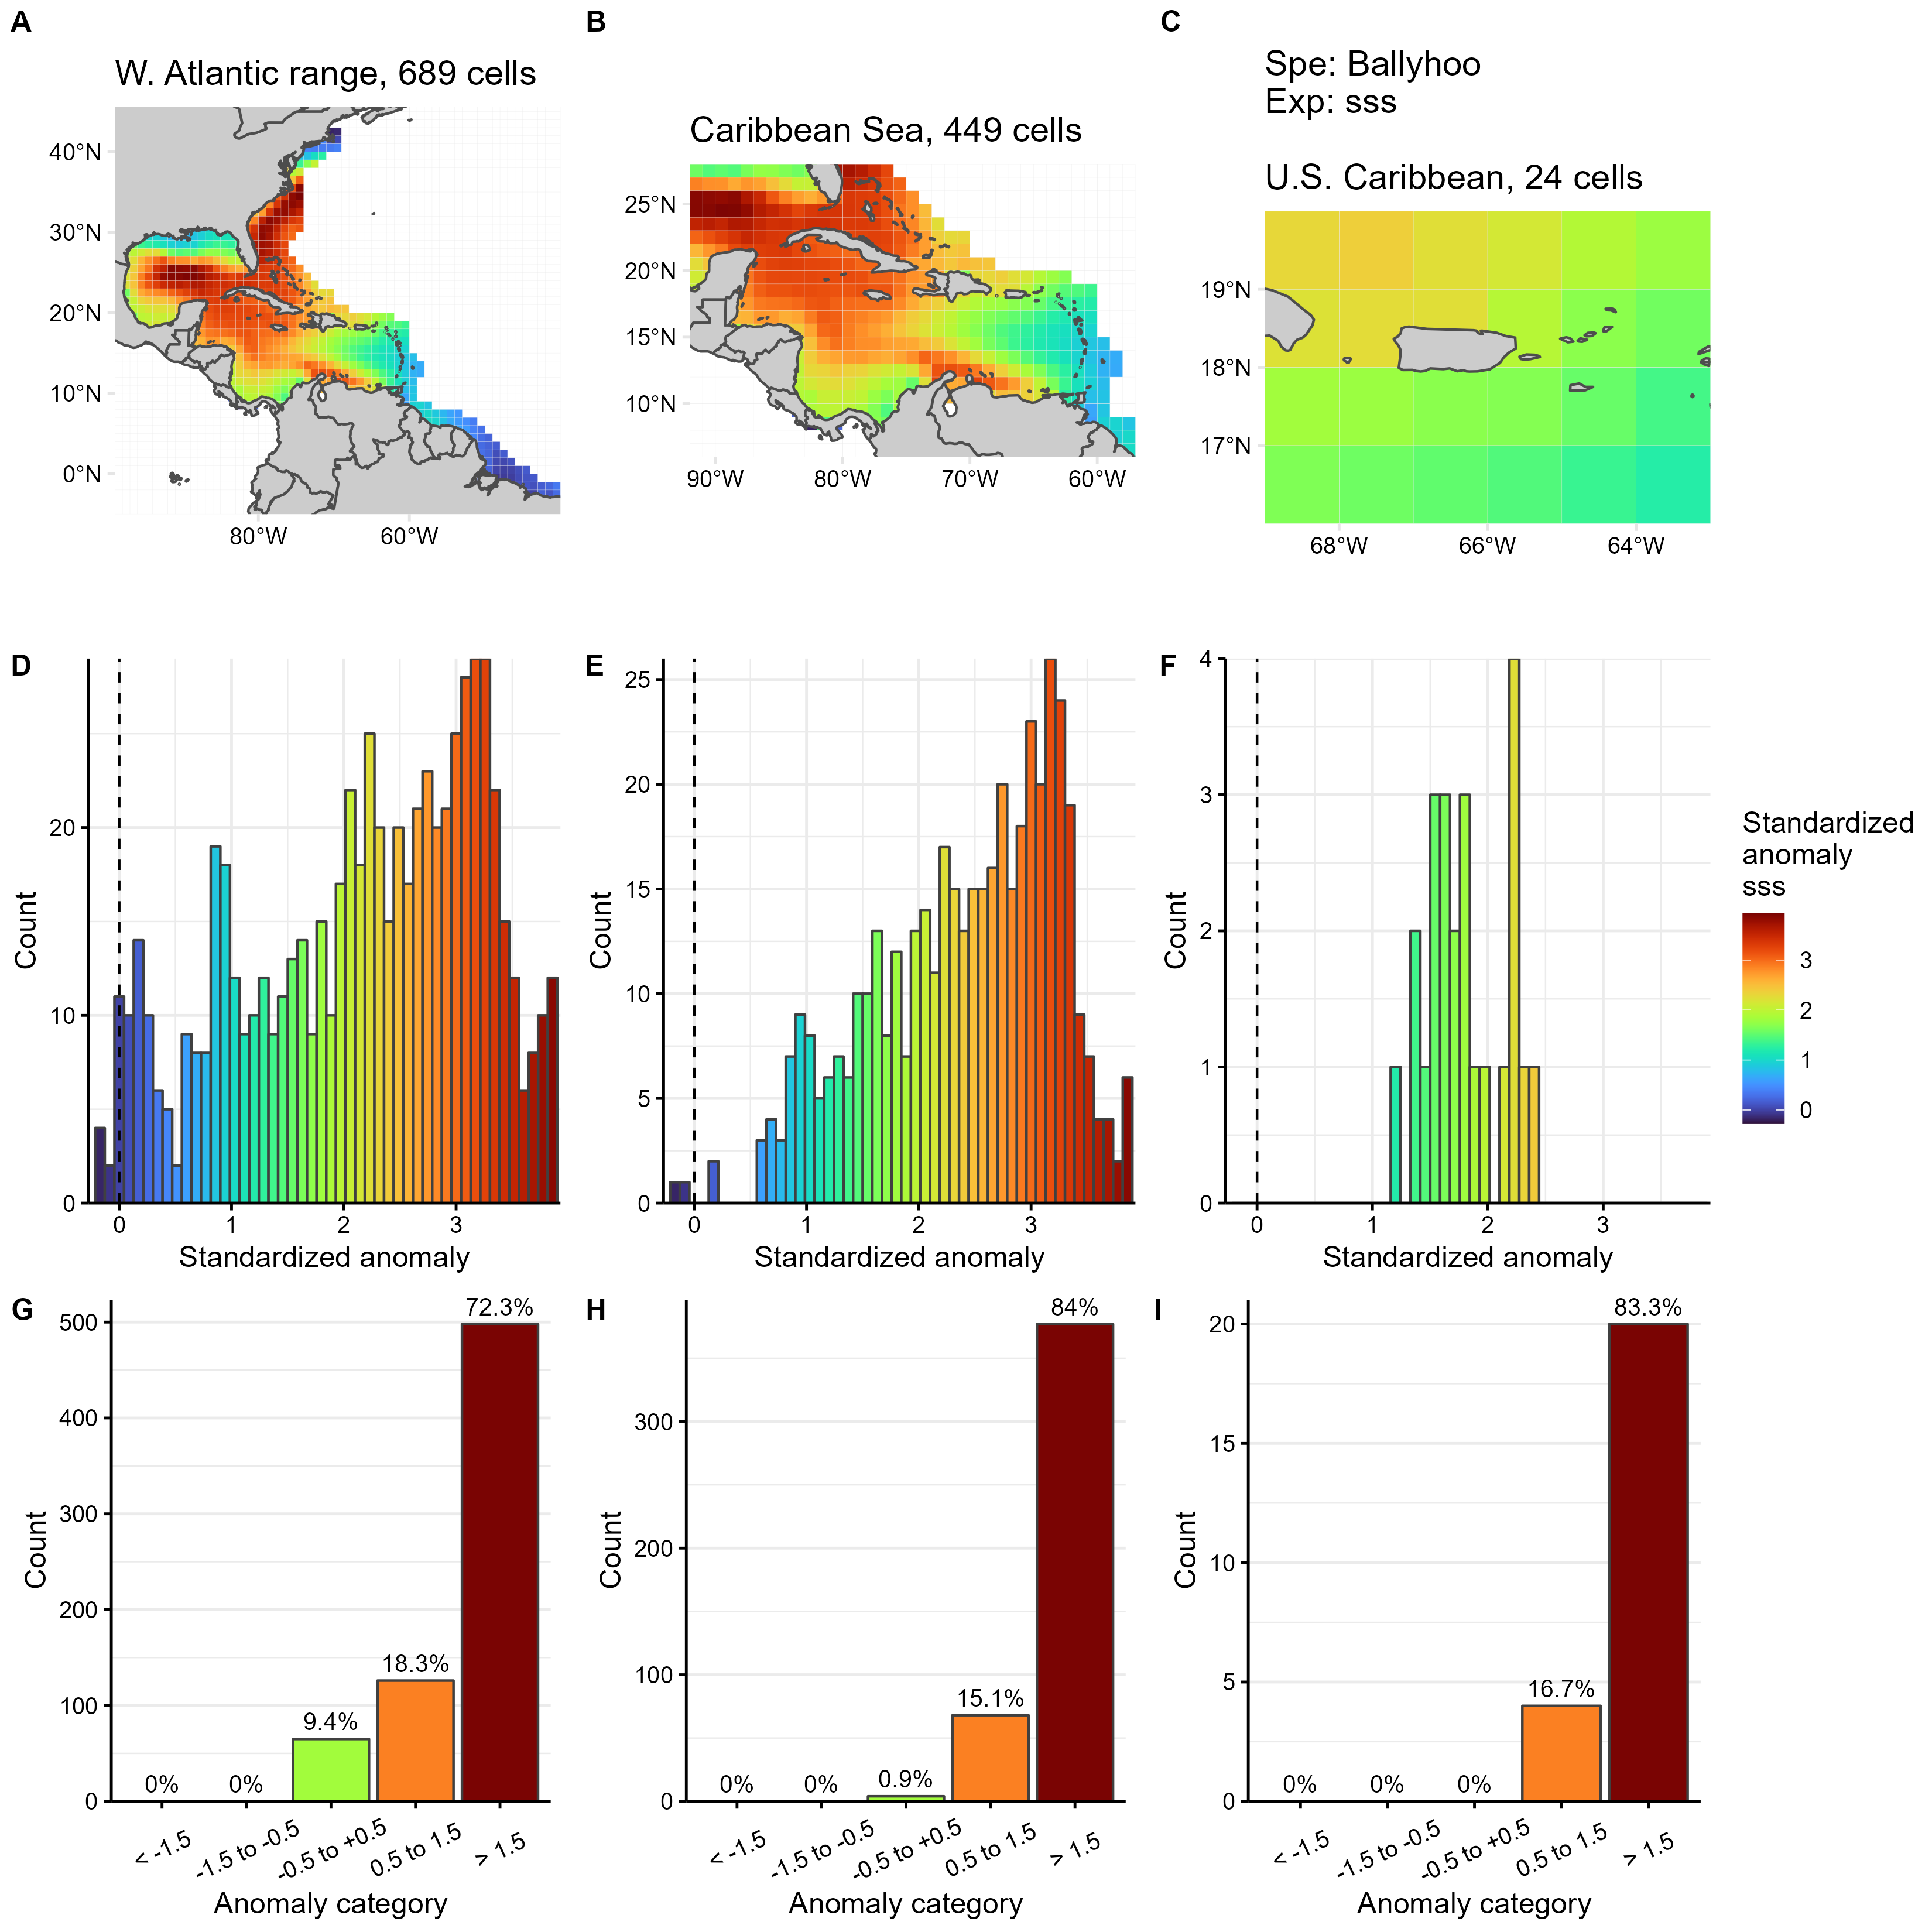 A
B
C
W. Atlantic range, 689 cells
Caribbean Sea, 449 cells
Spe: Ballyhoo
Exp: sss
U.S. Caribbean, 24 cells
40°N
30°N
20°N
10°N
0°N
80°W
60°W
25°N
20°N
15°N
10°N
90°W
80°W
70°W
60°W
19°N
18°N
17°N
68°W
66°W
64°W
D
Count
20
10
0
0
1
2
3
Standardized anomaly
E
Count
25
20
15
10
5
0
0
1
2
3
Standardized anomaly
F
Count
4
3
2
1
0
0
1
2
3
Standardized anomaly
Standardized
anomaly
sss
3
2
1
0
G
Count
500
400
300
200
100
0
0%
0%
9.4%
18.3%
72.3%
< -1.5
-1.5 to -0.5
-0.5 to +0.5
0.5 to 1.5
> 1.5
Anomaly category
H
Count
300
200
100
0
0%
0%
0.9%
15.1%
84%
< -1.5
-1.5 to -0.5
-0.5 to +0.5
0.5 to 1.5
> 1.5
Anomaly category
I
Count
20
15
10
5
0
0%
0%
0%
16.7%
83.3%
< -1.5
-1.5 to -0.5
-0.5 to +0.5
0.5 to 1.5
> 1.5
Anomaly category